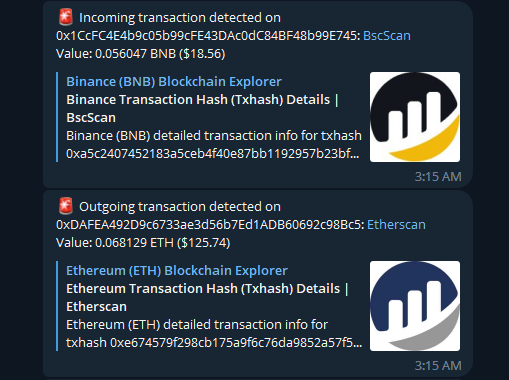 🚨 Incoming transaction detected on
0x1CcFC4E4b9c05b99cFE43DAc0dC84BF48b99E745: BscScan
Value: 0.056047 BNB ($18.56)
Binance (BNB) Blockchain Explorer
Binance Transaction Hash (Txhash) Details |
BscScan
Binance (BNB) detailed transaction info for txhash
0xa5c2407452183a5ceb4f40e87bb1192957b23bf...
3:15 AM
🚨 Outgoing transaction detected on
0xDAFEA492D9c6733ae3d56b7Ed1ADB60692c98Bc5: Etherscan
Value: 0.068129 ETH ($125.74)
Ethereum (ETH) Blockchain Explorer
Ethereum Transaction Hash (Txhash) Details |
Etherscan
Ethereum (ETH) detailed transaction info for
txhash 0xe674579f298cb175a9f6c76da9852a57f5...
3:15 AM